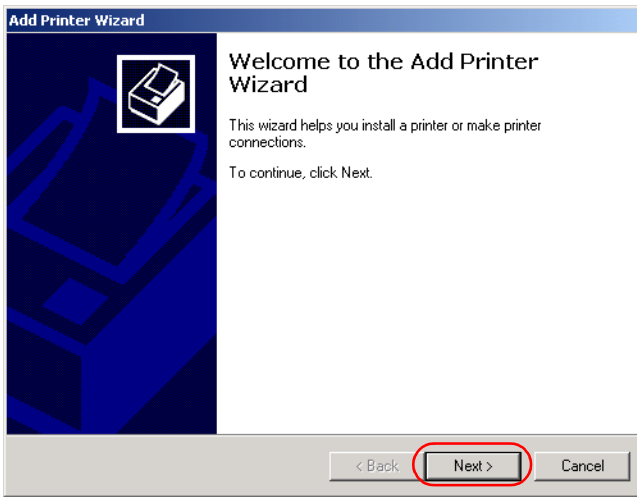 Add Printer Wizard
Welcome to the Add Printer
Wizard
This wizard helps you install a printer or make printer
connections.
To continue, click Next.
< Back
Next >
Cancel